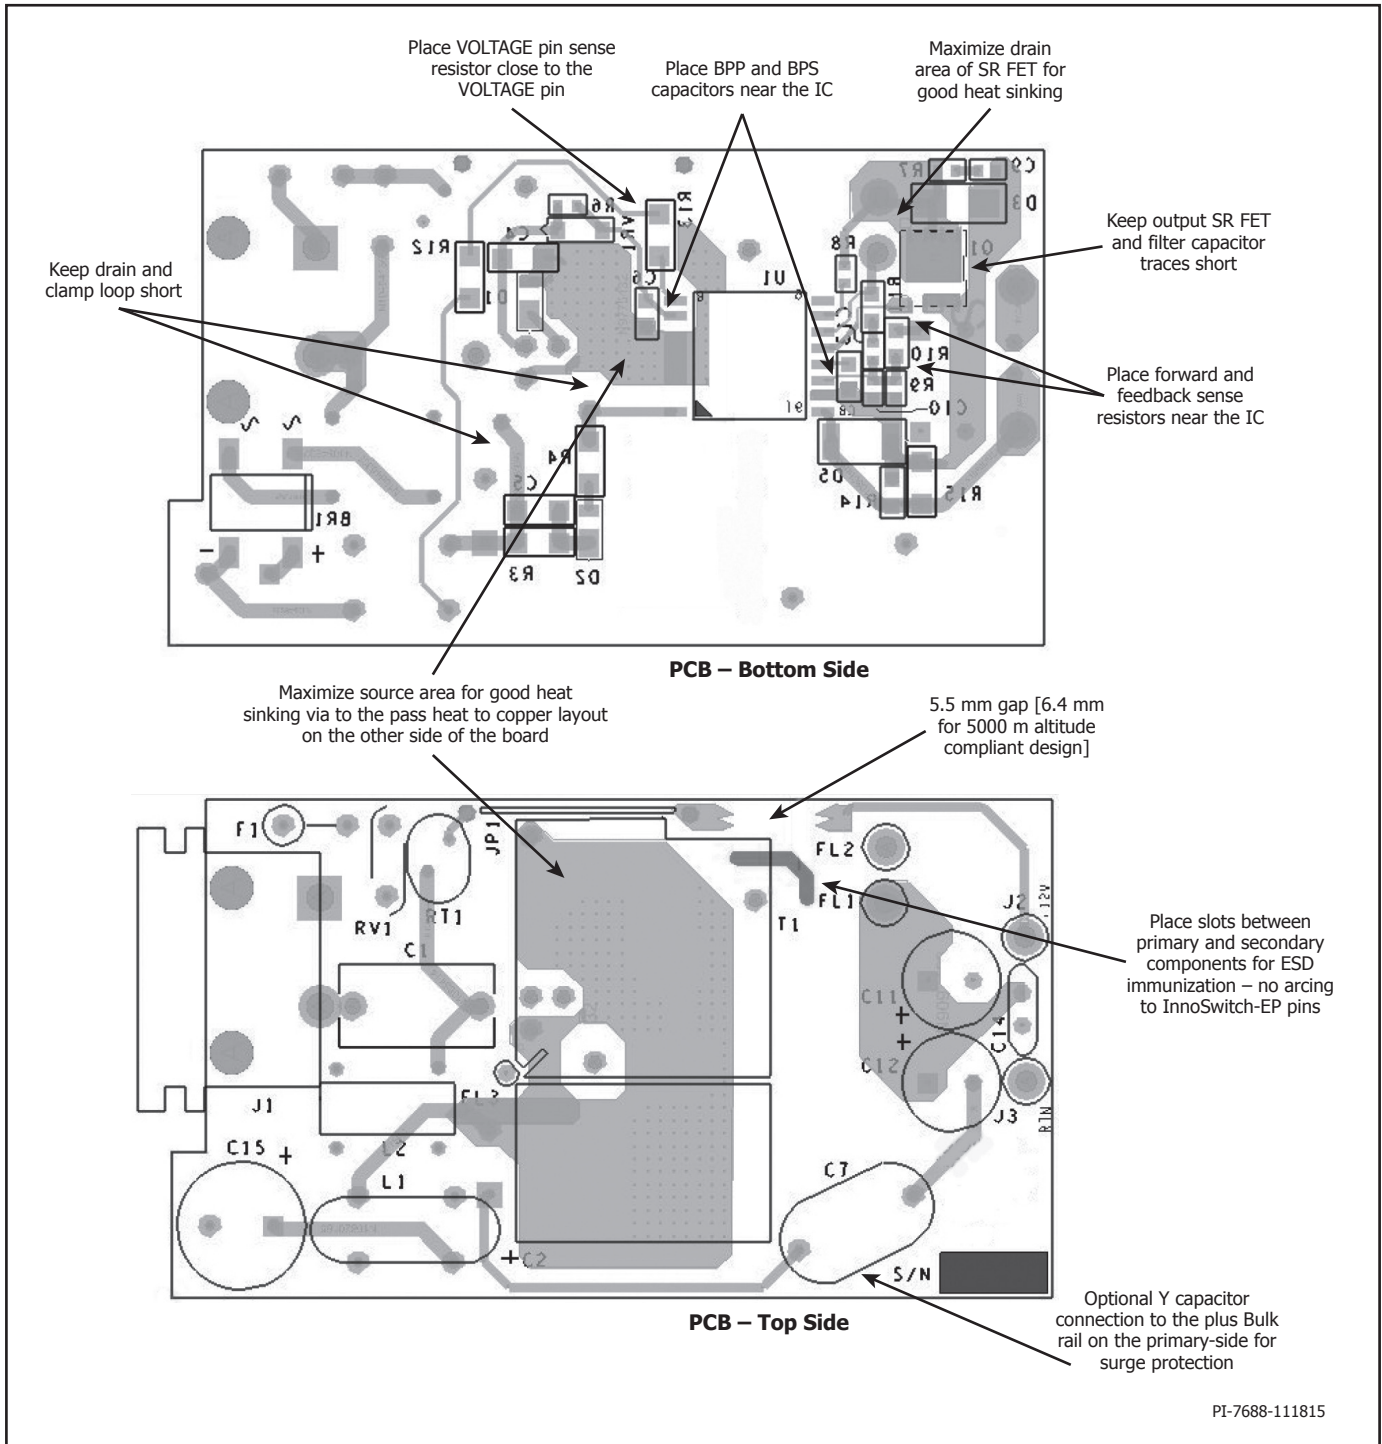 Place VOLTAGE pin sense
resistor close to the
VOLTAGE pin
Place BPP and BPS
capacitors near the IC
Maximize drain
area of SR FET for
good heat sinking
Keep output SR FET
and filter capacitor
traces short
Keep drain and
clamp loop short
Place forward and
feedback sense
resistors near the IC
R12
R6
VR1
R13
C6
U1
R8
R7
C9
D3
Q1
R10
R9
C10
D5
R14
R15
R4
C5
R3
D2
BR1
-
+
16
PCB – Bottom Side
Maximize source area for good heat
sinking via to the pass heat to copper layout
on the other side of the board
5.5 mm gap [6.4 mm
for 5000 m altitude
compliant design]
F1
JP1
RV1
RT1
C1
T1
FL2
FL1
J2
C11
+
+
C12
C14
J3
RTN
FL3
J1
L2
C15
+
L1
+C2
C7
S/N
Place slots between
primary and secondary
components for ESD
immunization – no arcing
to InnoSwitch-EP pins
PCB – Top Side
Optional Y capacitor
connection to the plus Bulk
rail on the primary-side for
surge protection
PI-7688-111815